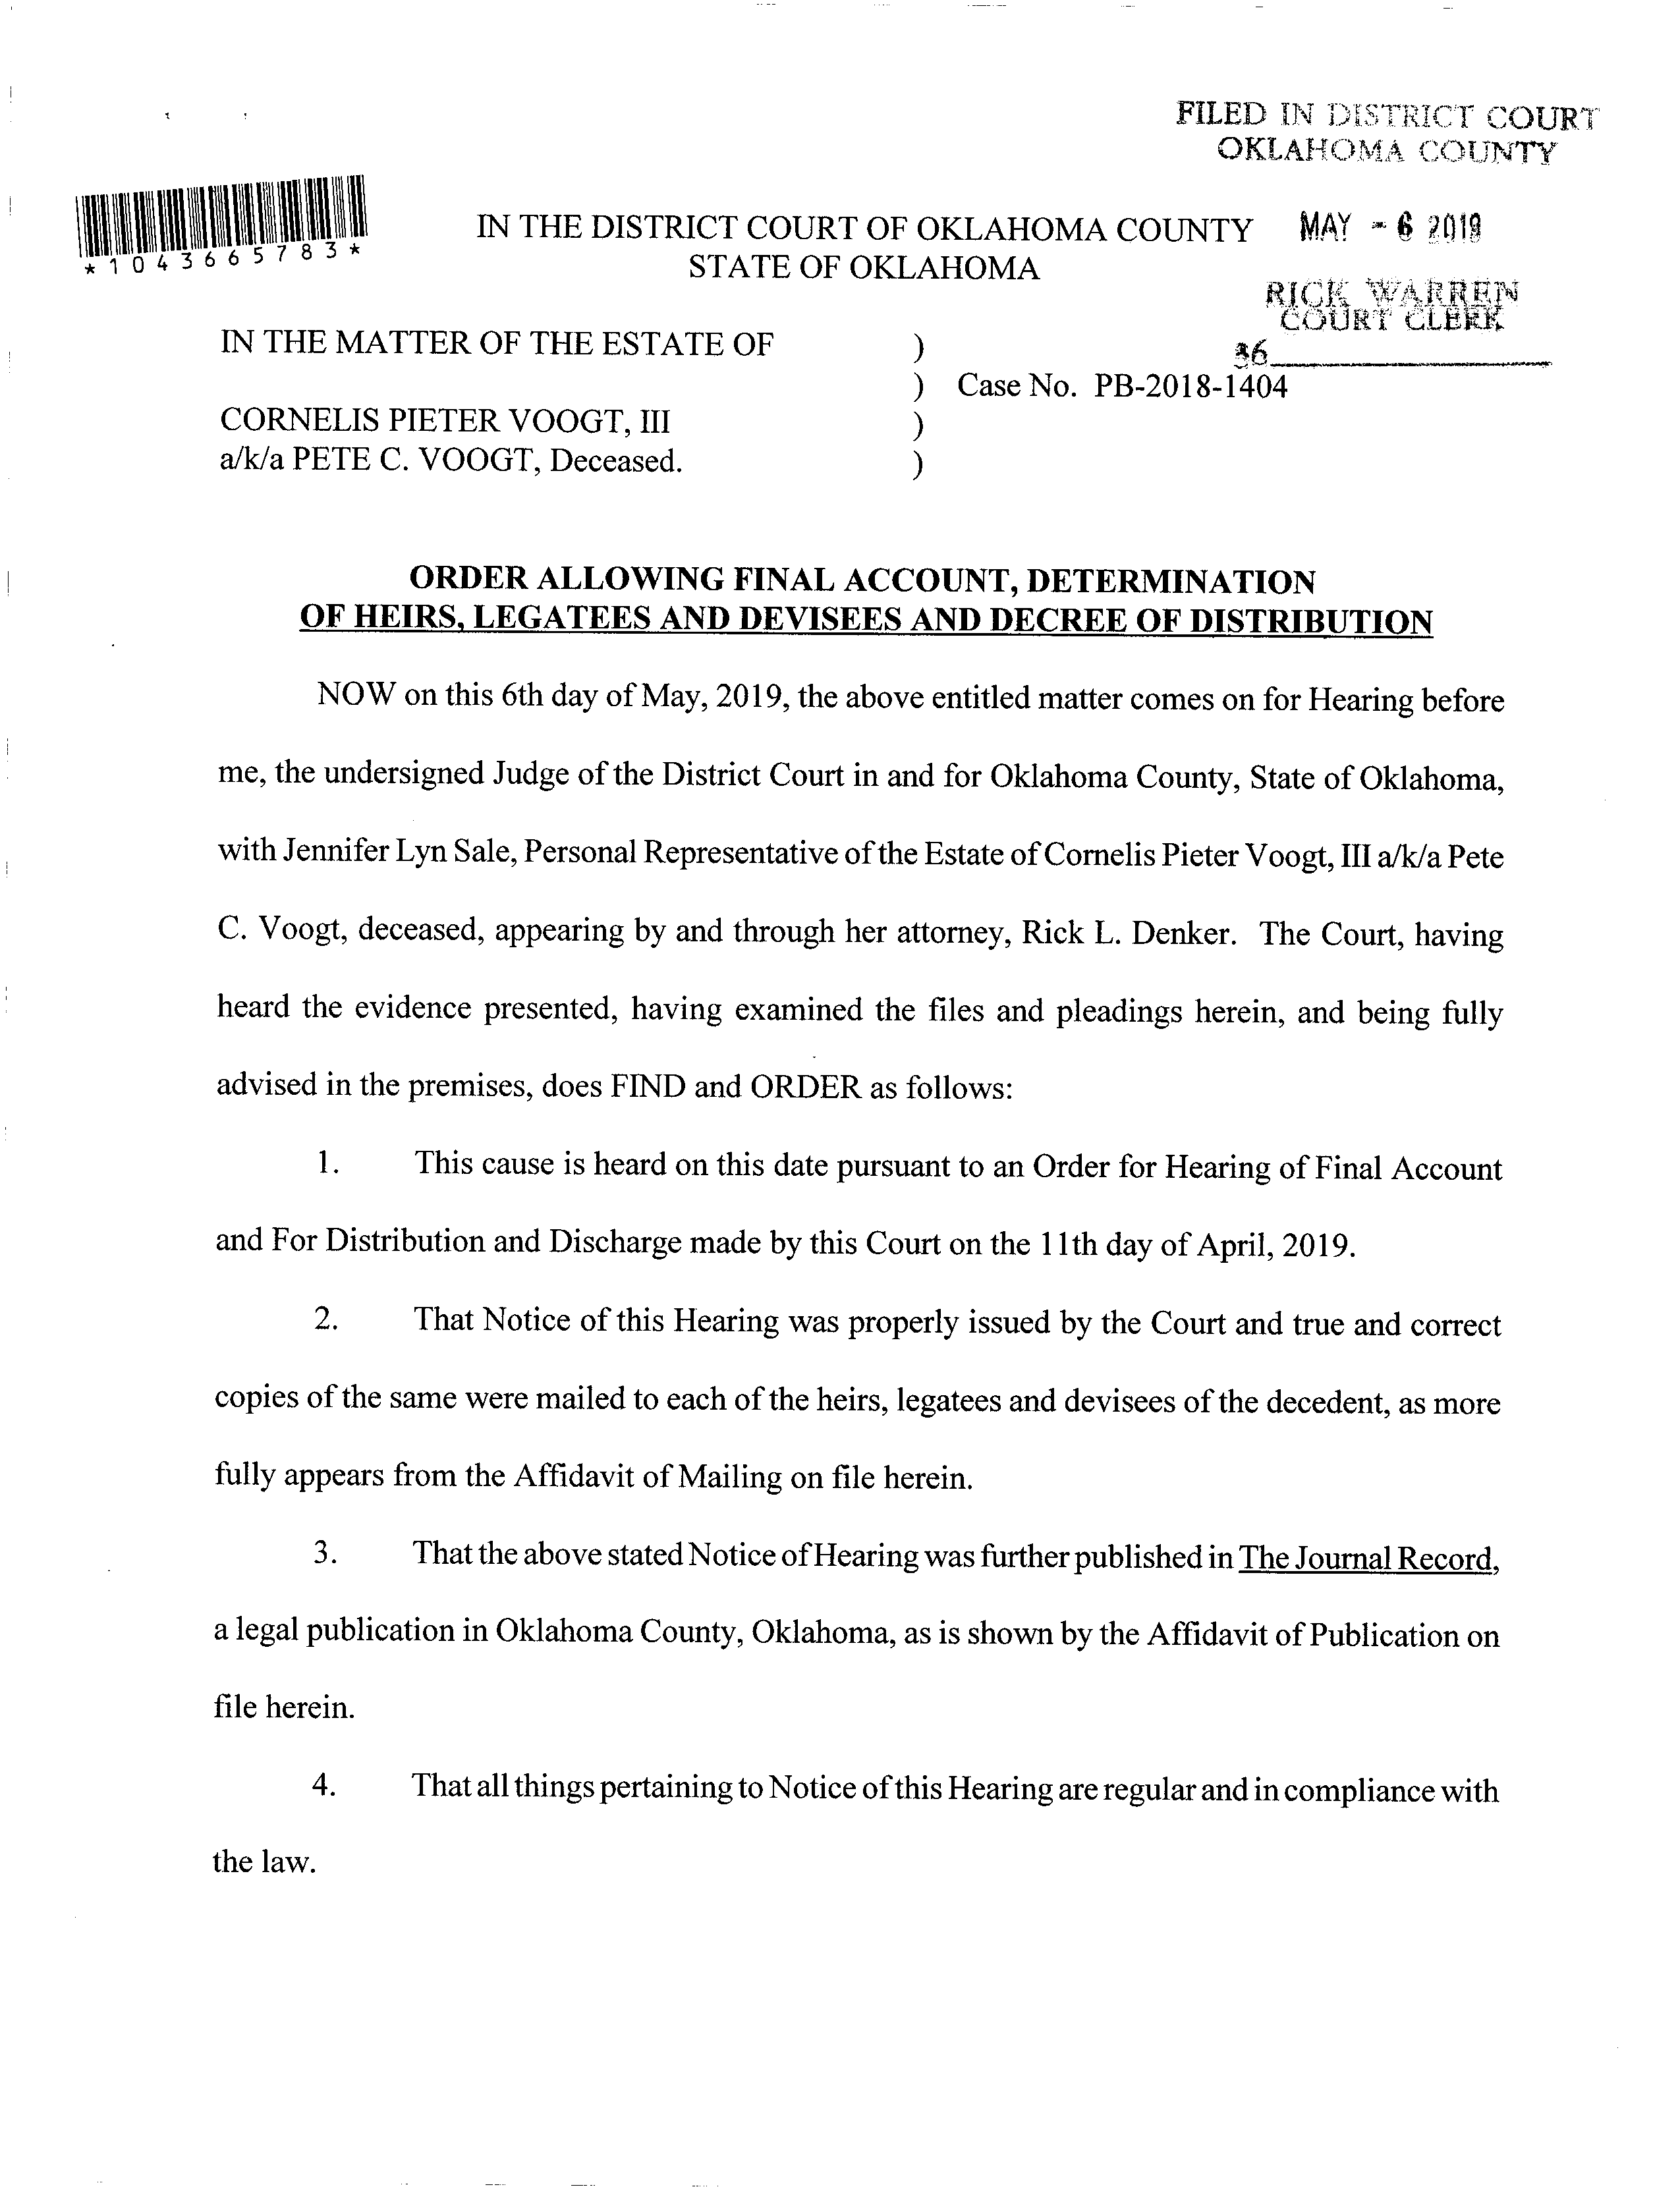 FILED IN DISTRICT COURT
OKLAHOMA COUNTY
*1043665783*
IN THE DISTRICT COURT OF OKLAHOMA COUNTY MAY - 6 2019
STATE OF OKLAHOMA
RICK WARREN
COURT CLERK
IN THE MATTER OF THE ESTATE OF )
36
) Case No. PB-2018-1404
CORNELIS PIETER VOOGT, III )
a/k/a PETE C. VOOGT, Deceased. )
ORDER ALLOWING FINAL ACCOUNT, DETERMINATION
OF HEIRS, LEGATEES AND DEVISEES AND DECREE OF DISTRIBUTION
NOW on this 6th day of May, 2019, the above entitled matter comes on for Hearing before
me, the undersigned Judge of the District Court in and for Oklahoma County, State of Oklahoma,
with Jennifer Lyn Sale, Personal Representative of the Estate of Cornelis Pieter Voogt, III a/k/a Pete
C. Voogt, deceased, appearing by and through her attorney, Rick L. Denker. The Court, having
heard the evidence presented, having examined the files and pleadings herein, and being fully
advised in the premises, does FIND and ORDER as follows:
1. This cause is heard on this date pursuant to an Order for Hearing of Final Account
and For Distribution and Discharge made by this Court on the 11th day of April, 2019.
2. That Notice of this Hearing was properly issued by the Court and true and correct
copies of the same were mailed to each of the heirs, legatees and devisees of the decedent, as more
fully appears from the Affidavit of Mailing on file herein.
3. That the above stated Notice of Hearing was further published in The Journal Record,
a legal publication in Oklahoma County, Oklahoma, as is shown by the Affidavit of Publication on
file herein.
4. That all things pertaining to Notice of this Hearing are regular and in compliance with
the law.